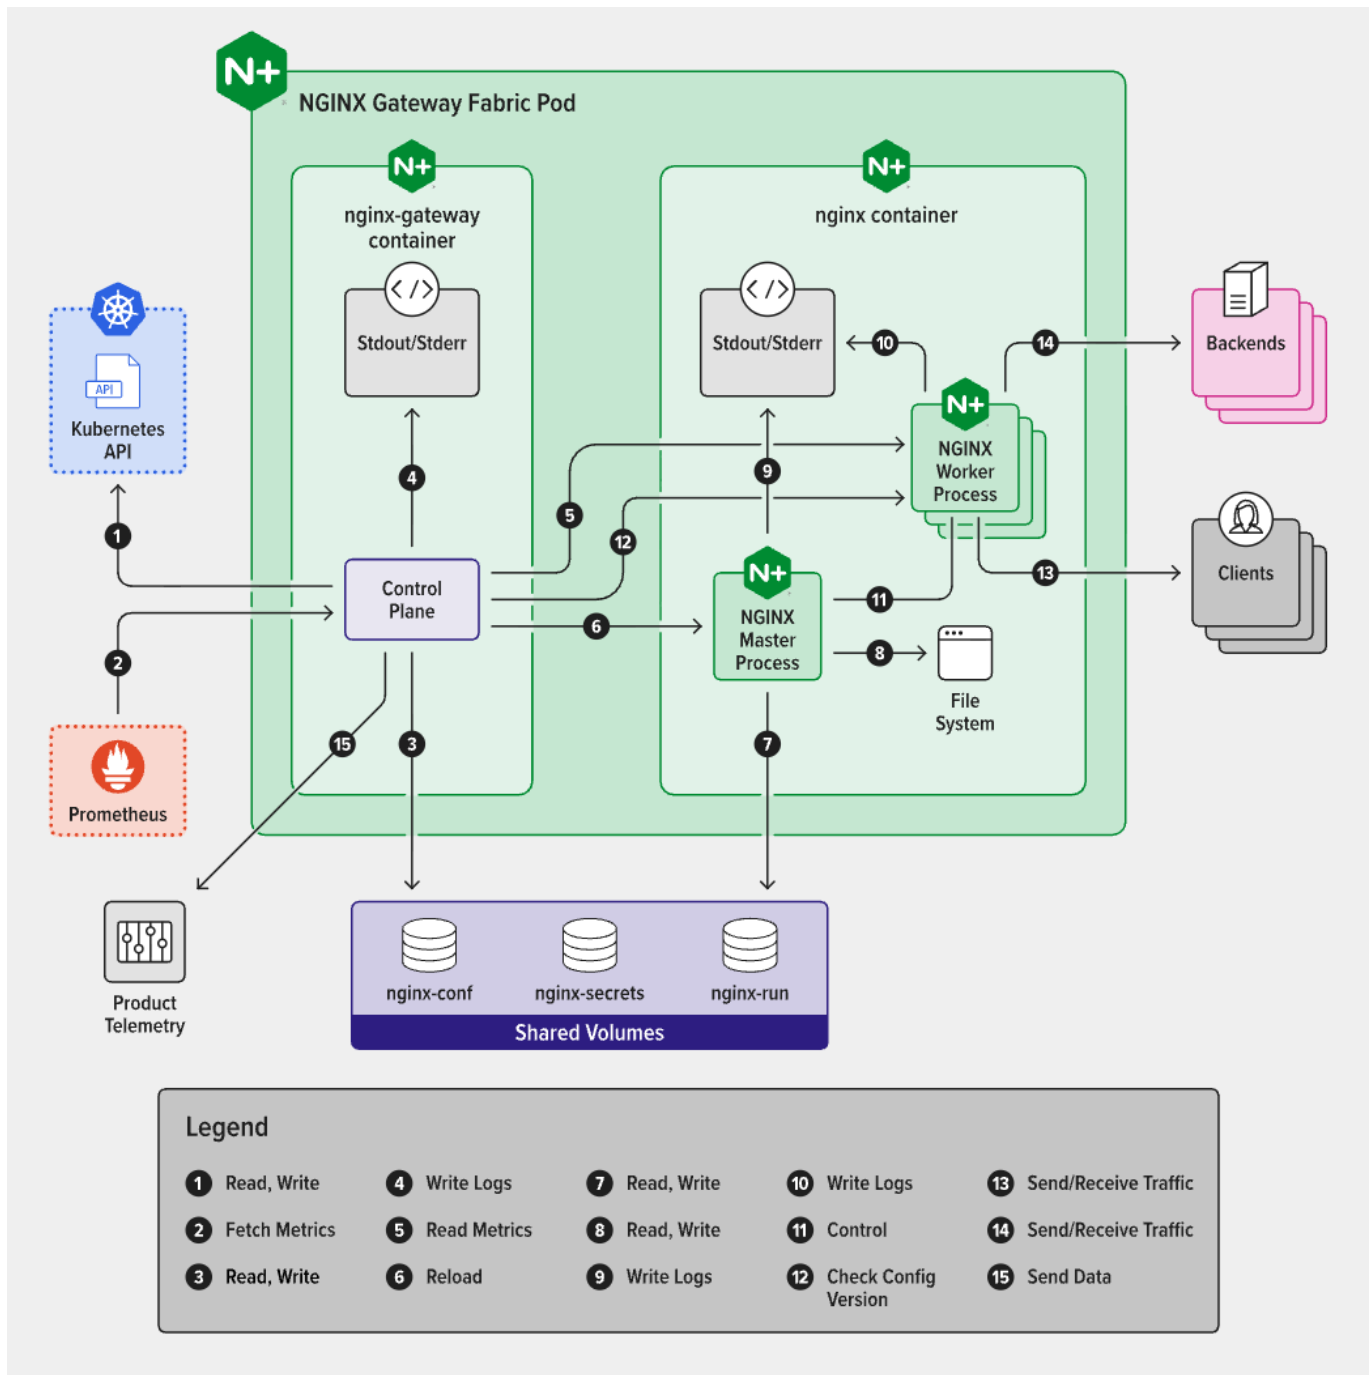 N+
NGINX Gateway Fabric Pod
N+
nginx-gateway
container
N+
nginx container
</>
Stdout/Stderr
</>
Stdout/Stderr
10
14
Backends
API
Kubernetes
API
N+
NGINX
Worker
Process
4
9
5
12
1
13
Clients
Control
Plane
N+
NGINX
Master
Process
11
6
8
File
System
2
15
3
7
Prometheus
Product
Telemetry
nginx-conf
nginx-secrets
nginx-run
Shared Volumes
Legend
1 Read, Write
4 Write Logs
7 Read, Write
10 Write Logs
13 Send/Receive Traffic
2 Fetch Metrics
5 Read Metrics
8 Read, Write
11 Control
14 Send/Receive Traffic
3 Read, Write
6 Reload
9 Write Logs
12 Check Config
Version
15 Send Data